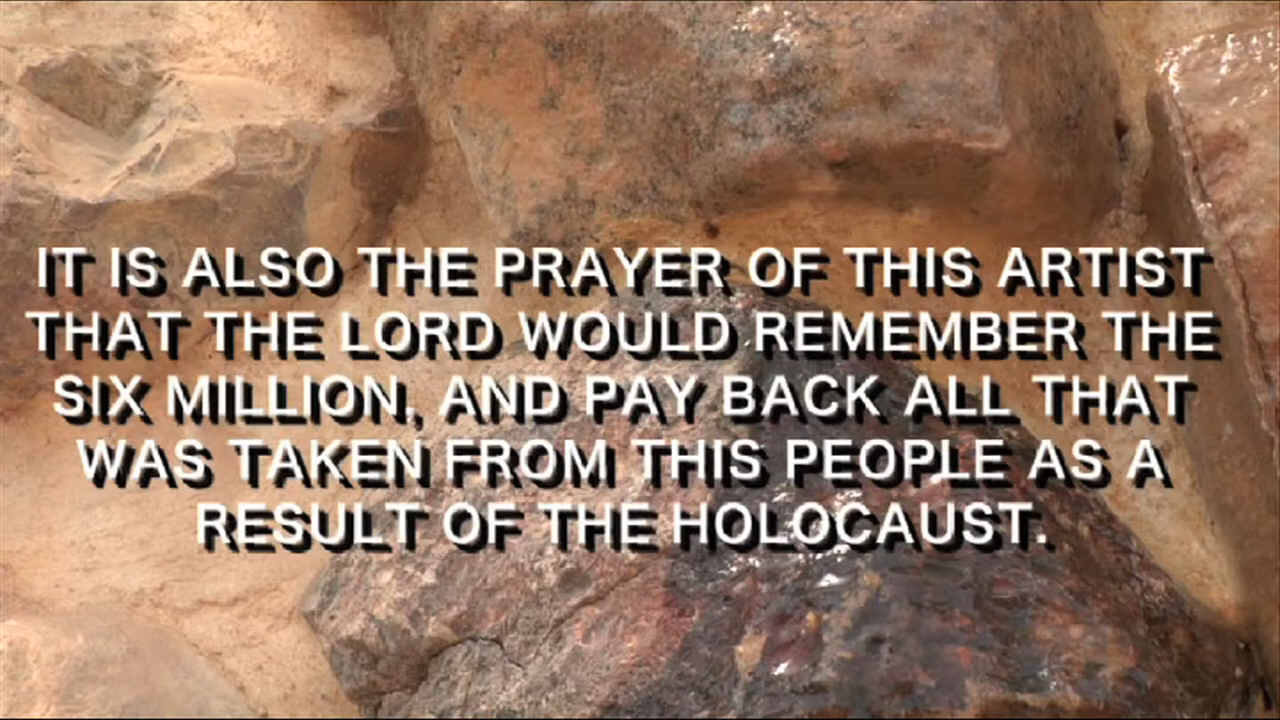 IT IS ALSO THE PRAYER OF THIS ARTIST
THAT THE LORD WOULD REMEMBER THE
SIX MILLION, AND PAY BACK ALL THAT
WAS TAKEN FROM THIS PEOPLE AS A
RESULT OF THE HOLOCAUST.